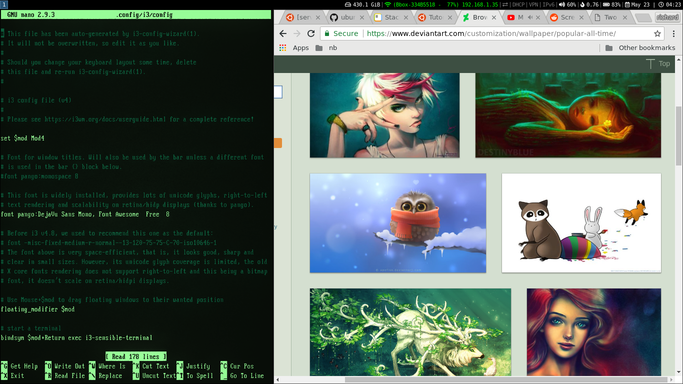 1
430.1 GiB
ibox-33405518 - 77% 192.168.1.35
DHCP | VPN | IPv6
60%
0.76
83%
May 23
04:23
GNU nano 2.9.3 .config/i3/config
# This file has been auto-generated by i3-config-wizard(1).
# It will not be overwritten, so edit it as you like.
#
# Should you change your keyboard layout some time, delete
# this file and re-run i3-config-wizard(1).
#
# i3 config file (v4)
#
# Please see https://i3wm.org/docs/userguide.html for a complete reference!
set $mod Mod4
# Font for window titles. Will also be used by the bar unless a different font
# is used in the bar {} block below.
#font pango:monospace 8
# This font is widely installed, provides lots of unicode glyphs, right-to-left
# text rendering and scalability on retina/hidpi displays (thanks to pango).
font pango:DejaVu Sans Mono, Font Awesome Free 8
# Before i3 v4.8, we used to recommend this one as the default:
# font -misc-fixed-medium-r-normal--13-120-75-75-C-70-iso10646-1
# The font above is very space-efficient, that is, it looks good, sharp and
# clear in small sizes. However, its unicode glyph coverage is limited, the old
# X core fonts rendering does not support right-to-left and this being a bitmap
# font, it doesn't scale on retina/hidpi displays.
# Use Mouse+$mod to drag floating windows to their wanted position
floating_modifier $mod
# start a terminal
bindsym $mod+Return exec i3-sensible-terminal
[ Read 178 lines ]
^G Get Help ^O Write Out ^W Where Is ^K Cut Text ^J Justify ^C Cur Pos
^X Exit ^R Read File ^\ Replace ^U Uncut Text ^T To Spell ^_ Go To Line
[ser
ubu
Stac
Tuto
Brow
M
Scre
Two
richard
Secure https://www.deviantart.com/customization/wallpaper/popular-all-time/
Apps nb Other bookmarks
Top
DESTINYBLUE